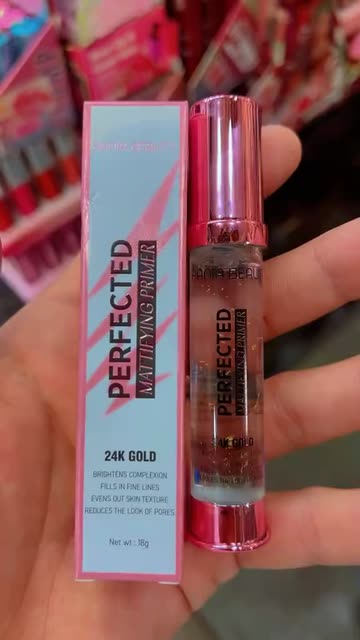 PERFECTED
MATTIFYING PRIMER
24K GOLD
BRIGHTENS COMPLEXION
FILLS IN FINE LINES
EVENS OUT SKIN TEXTURE
REDUCES THE LOOK OF PORES
Net wt.: 18g
PERFECTED
MATTIFYING PRIMER
24K GOLD